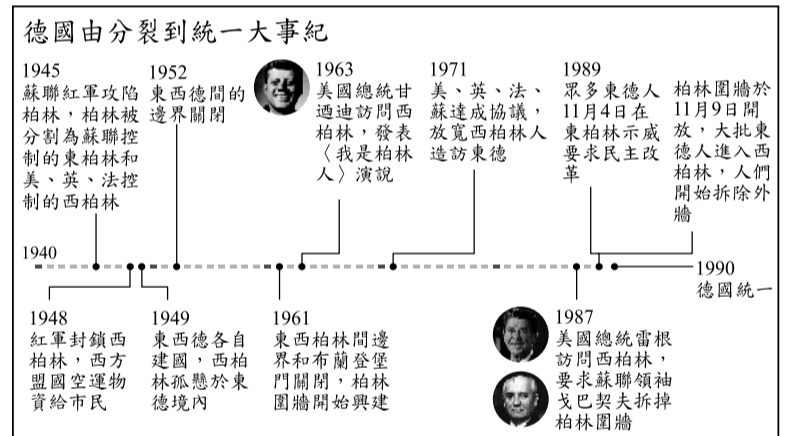 德國由分裂到統一大事紀
1945
蘇聯紅軍攻陷
柏林，柏林被
分割為蘇聯控
制的東柏林和
美、英、法控
制的西柏林
1952
東西德間的
邊界關閉
1963
美國總統甘
迺迪訪問西
柏林，發表
〈我是柏林
人〉演說
1971
美、英、法、
蘇達成協議，
放寬西柏林人
造訪東德
1989
眾多東德人
11月4日在
東柏林示威
要求民主改
革
柏林圍牆於
11月9日開
放，大批東
德人進入西
柏林，人們
開始拆除外
牆
1940
1990
德國統一
1948
紅軍封鎖西
柏林，西方
盟國空運物
資給市民
1949
東西德各自
建國，西柏
林孤懸於東
德境內
1961
東西柏林間邊
界和布蘭登堡
門關閉，柏林
圍牆開始興建
1987
美國總統雷根
訪問西柏林，
要求蘇聯領袖
戈巴契夫拆掉
柏林圍牆